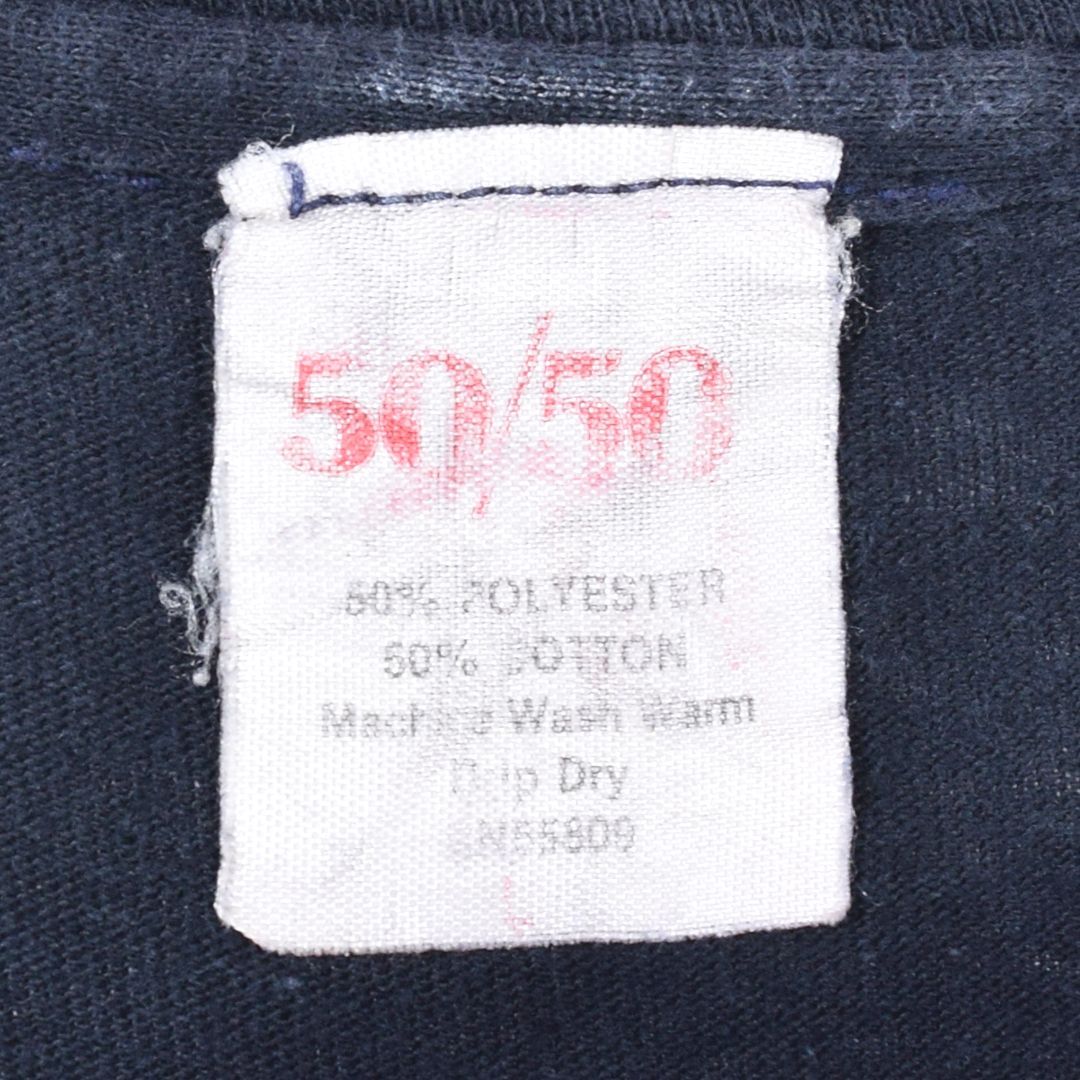 50/50
50% POLYESTER
50% COTTON
Machine Wash Warm
Drip Dry